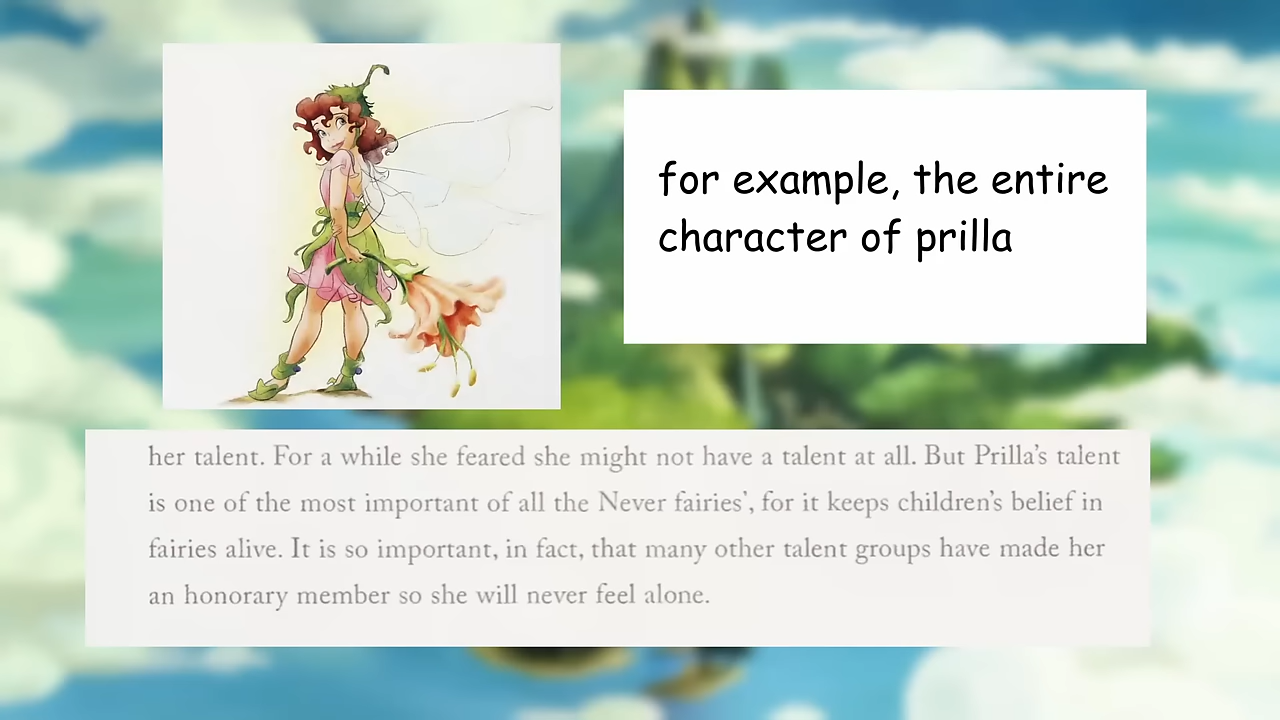 for example, the entire
character of prilla
her talent. For a while she feared she might not have a talent at all. But Prilla's talent
is one of the most important of all the Never fairies', for it keeps children's belief in
fairies alive. It is so important, in fact, that many other talent groups have made her
an honorary member so she will never feel alone.